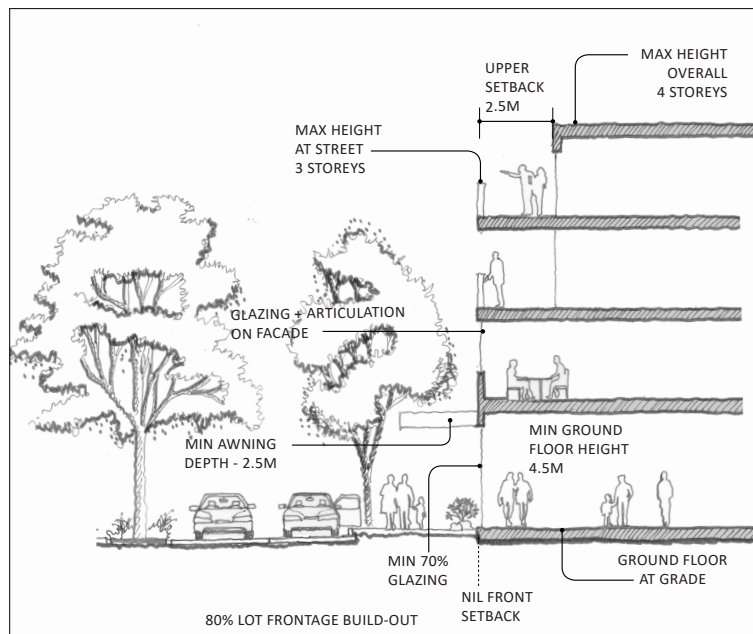 UPPER
SETBACK
2.5M
MAX HEIGHT
OVERALL
4 STOREYS
MAX HEIGHT
AT STREET
3 STOREYS
GLAZING + ARTICULATION
ON FACADE
MIN AWNING
DEPTH - 2.5M
MIN GROUND
FLOOR HEIGHT
4.5M
MIN 70%
GLAZING
GROUND FLOOR
AT GRADE
NIL FRONT
SETBACK
80% LOT FRONTAGE BUILD-OUT